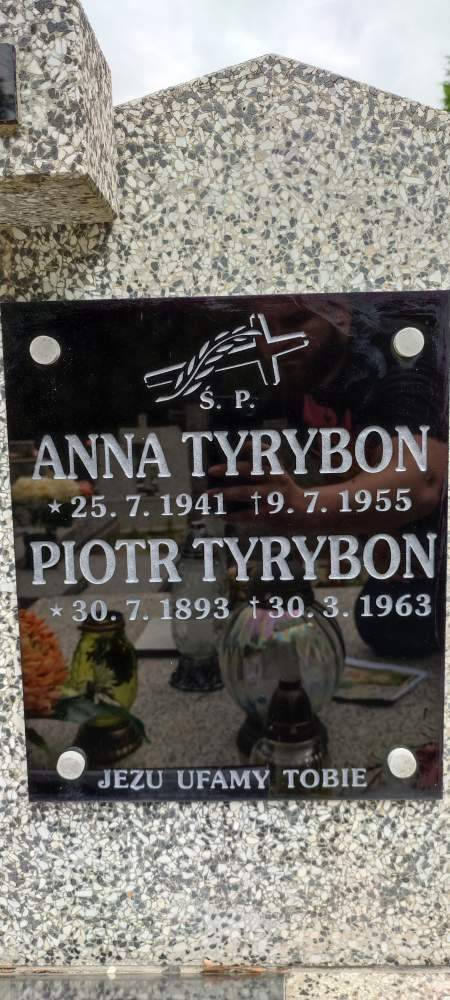 Ś. P.
ANNA TYRYBON
* 25. 7. 1941 † 9. 7. 1955
PIOTR TYRYBON
* 30. 7. 1893 † 30. 3. 1963
JEZU UFAMY TOBIE